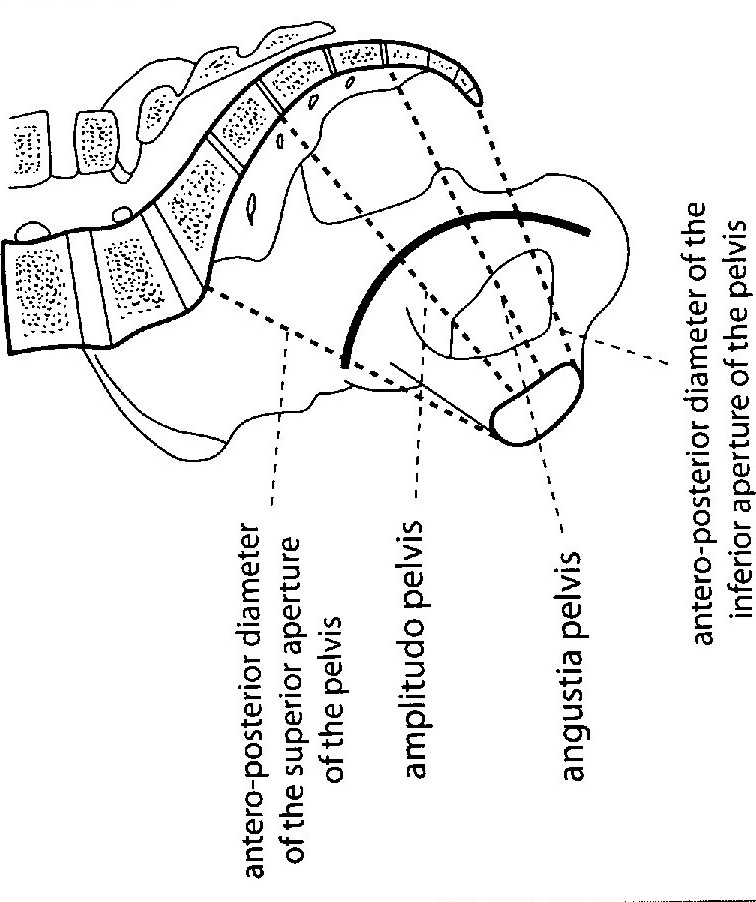 antero-posterior diameter
of the superior aperture
of the pelvis
amplitudo pelvis
angustia pelvis
antero-posterior diameter of the
inferior aperture of the pelvis